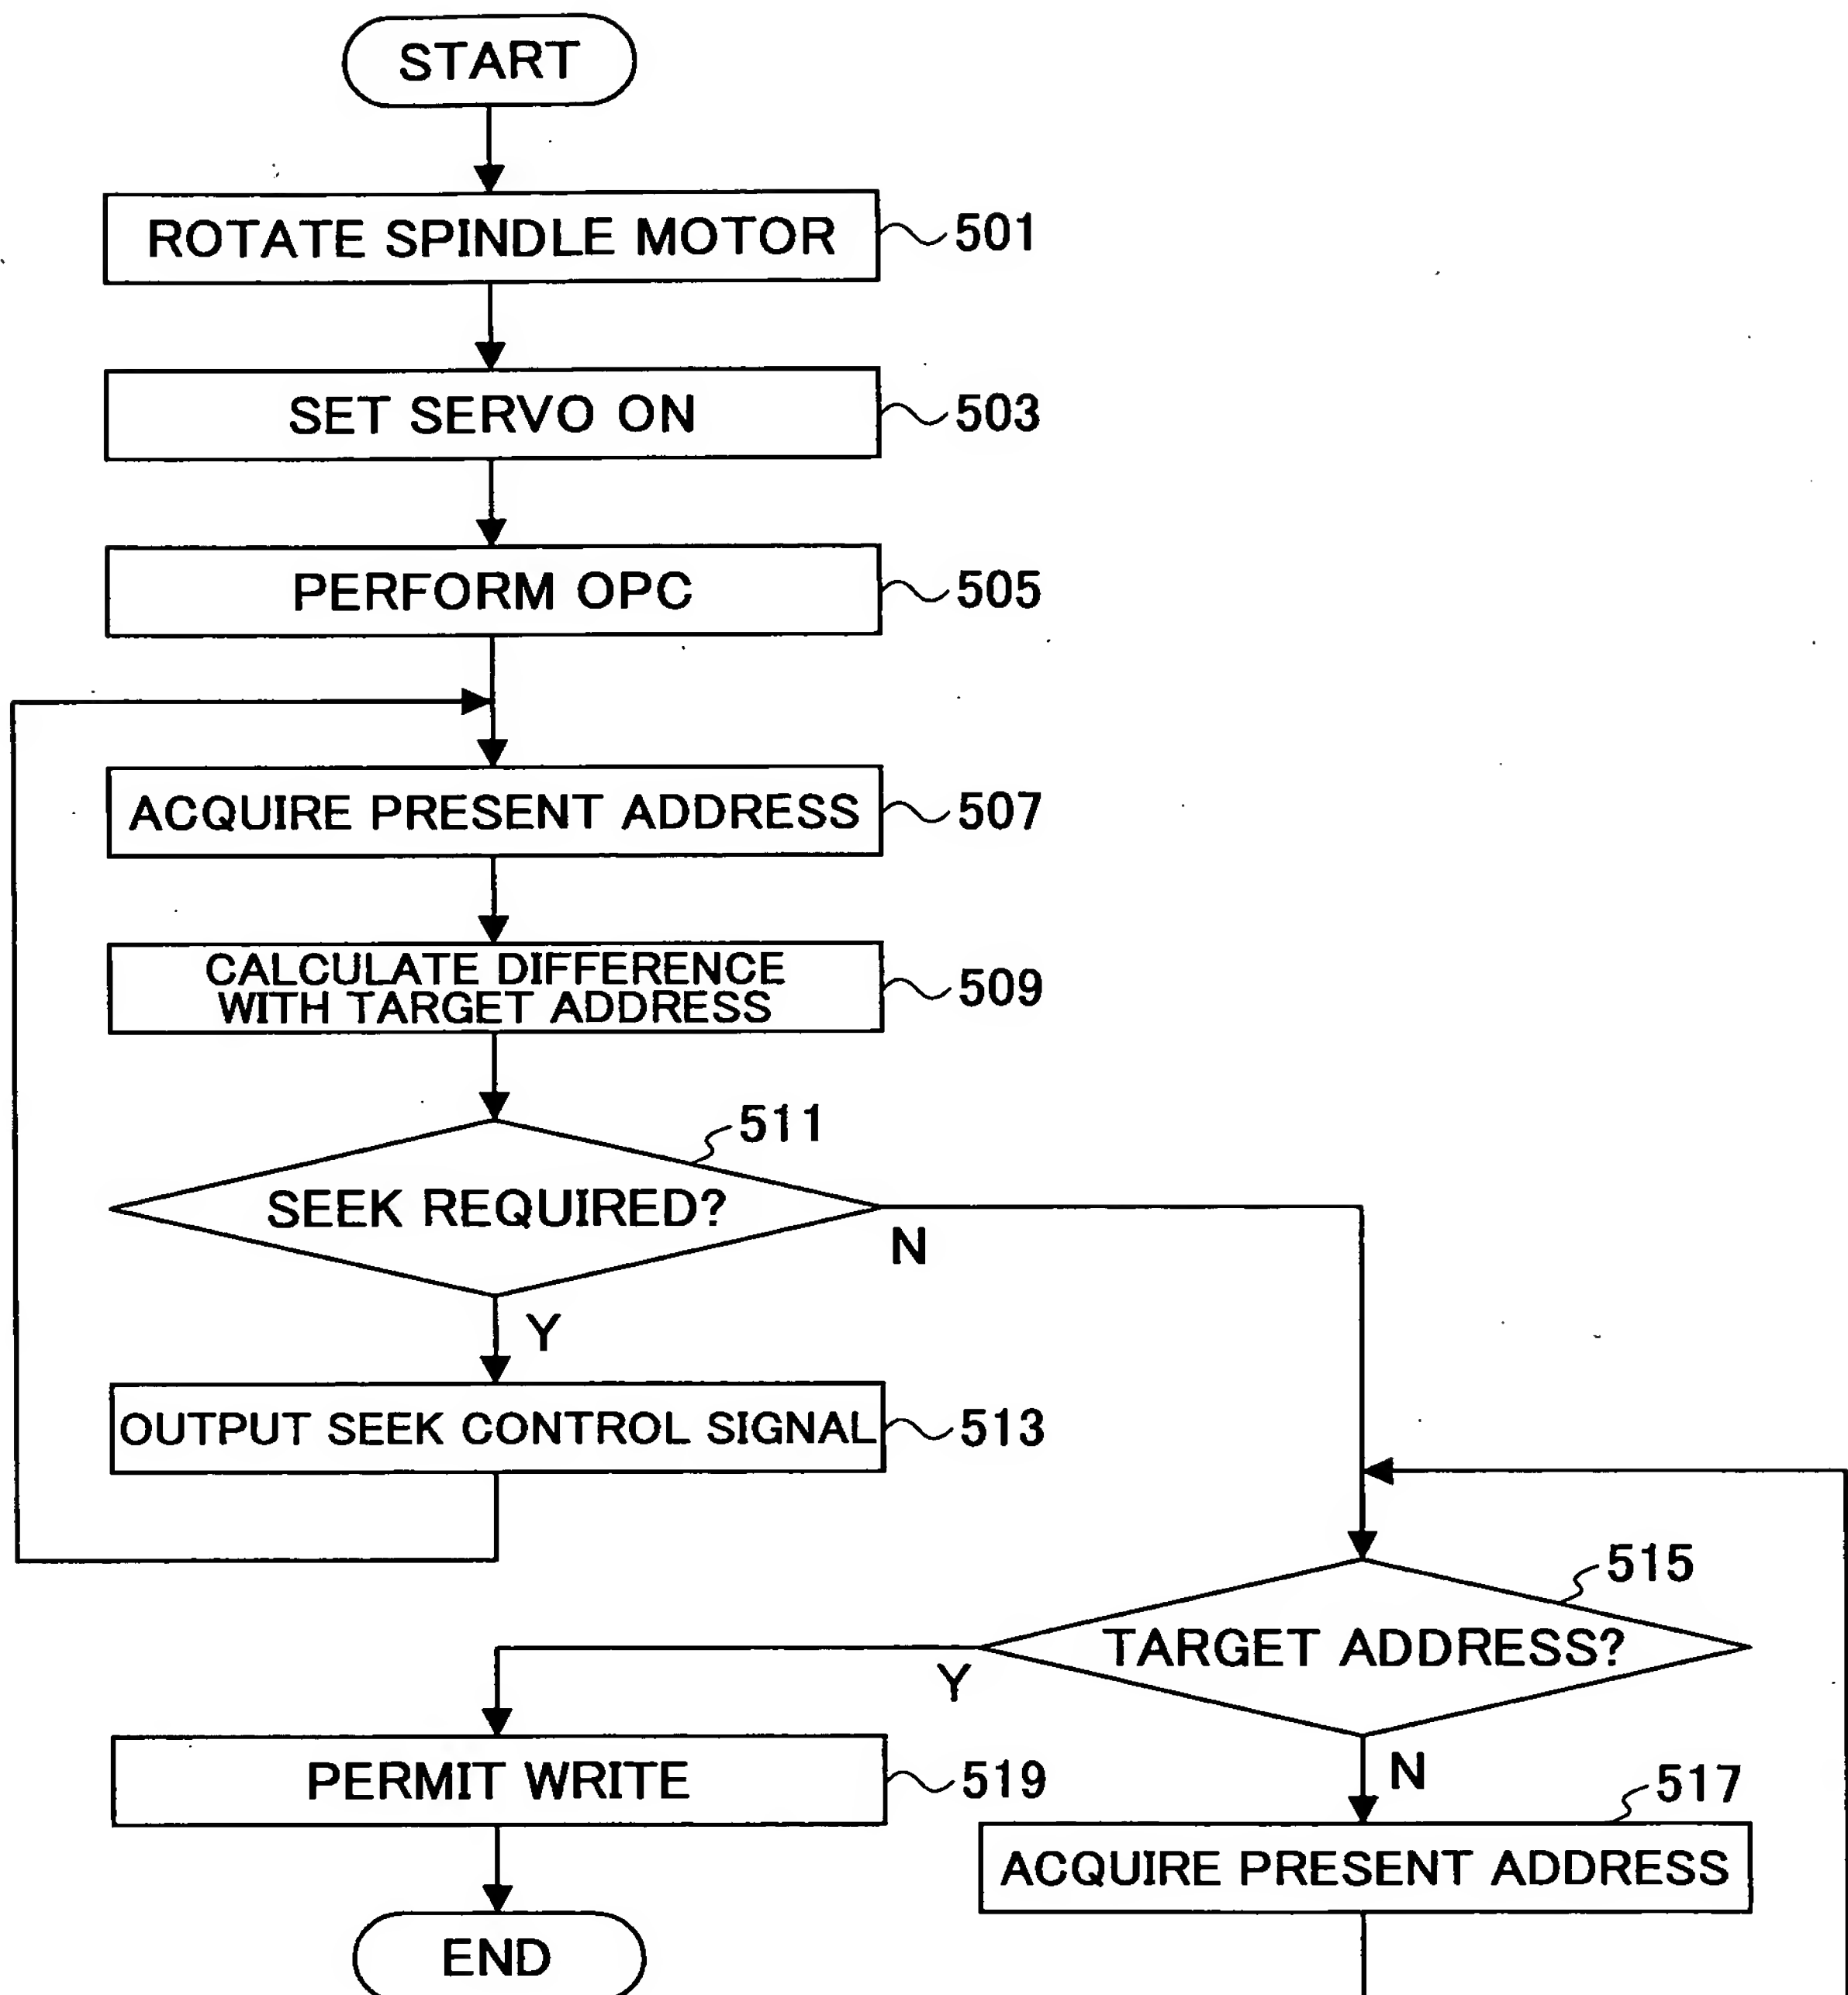 START
ROTATE SPINDLE MOTOR 501
SET SERVO ON 503
PERFORM OPC 505
ACQUIRE PRESENT ADDRESS 507
CALCULATE DIFFERENCE
WITH TARGET ADDRESS 509
511
SEEK REQUIRED?
N
Y
OUTPUT SEEK CONTROL SIGNAL 513
515
TARGET ADDRESS?
Y
N
517
PERMIT WRITE 519
ACQUIRE PRESENT ADDRESS
END